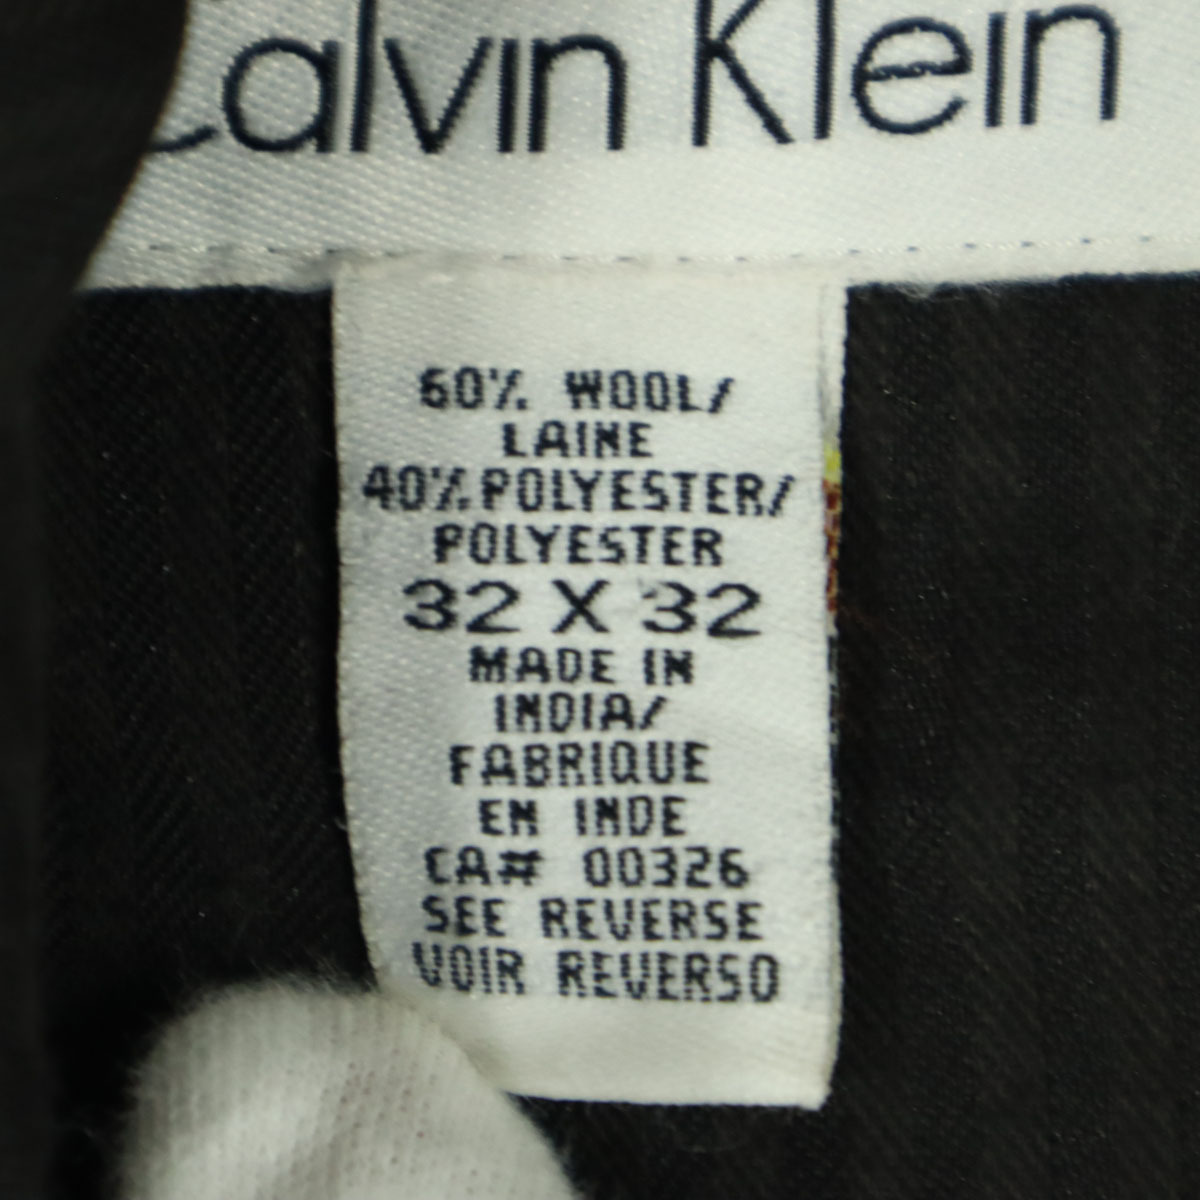 Calvin Klein
60% WOOL/
LAINE
40% POLYESTER/
POLYESTER
32 X 32
MADE IN
INDIA/
FABRIQUE
EN INDE
CA# 00326
SEE REVERSE
VOIR REVERSO